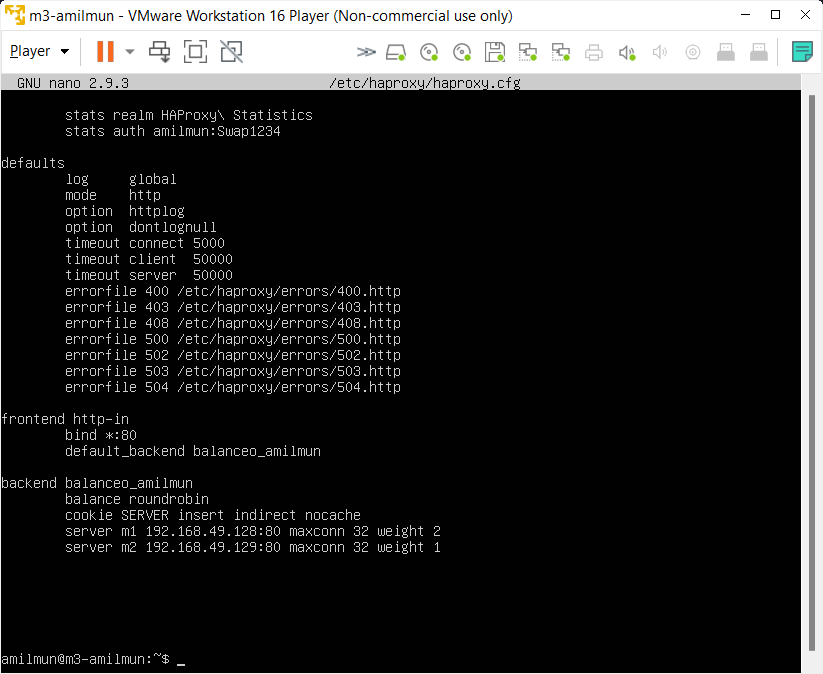 m3-amilmun - VMware Workstation 16 Player (Non-commercial use only)
Player
GNU nano 2.9.3 /etc/haproxy/haproxy.cfg
stats realm HAProxy\ Statistics
stats auth amilmun:Swap1234
defaults
log global
mode http
option httplog
option dontlognull
timeout connect 5000
timeout client 50000
timeout server 50000
errorfile 400 /etc/haproxy/errors/400.http
errorfile 403 /etc/haproxy/errors/403.http
errorfile 408 /etc/haproxy/errors/408.http
errorfile 500 /etc/haproxy/errors/500.http
errorfile 502 /etc/haproxy/errors/502.http
errorfile 503 /etc/haproxy/errors/503.http
errorfile 504 /etc/haproxy/errors/504.http
frontend http-in
bind *:80
default_backend balanceo_amilmun
backend balanceo_amilmun
balance roundrobin
cookie SERVER insert indirect nocache
server m1 192.168.49.128:80 maxconn 32 weight 2
server m2 192.168.49.129:80 maxconn 32 weight 1
amilmun@m3-amilmun:~$ _